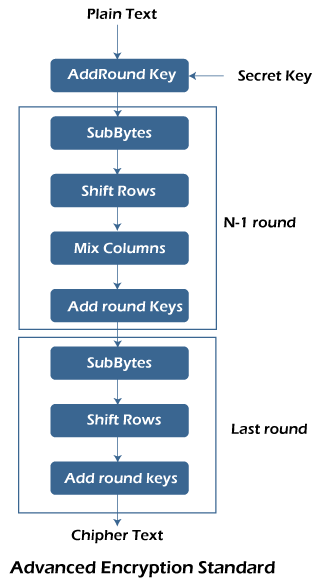 Plain Text
AddRound Key
Secret Key
SubBytes
Shift Rows
Mix Columns
N-1 round
Add round Keys
SubBytes
Shift Rows
Last round
Add round keys
Chipher Text
Advanced Encryption Standard